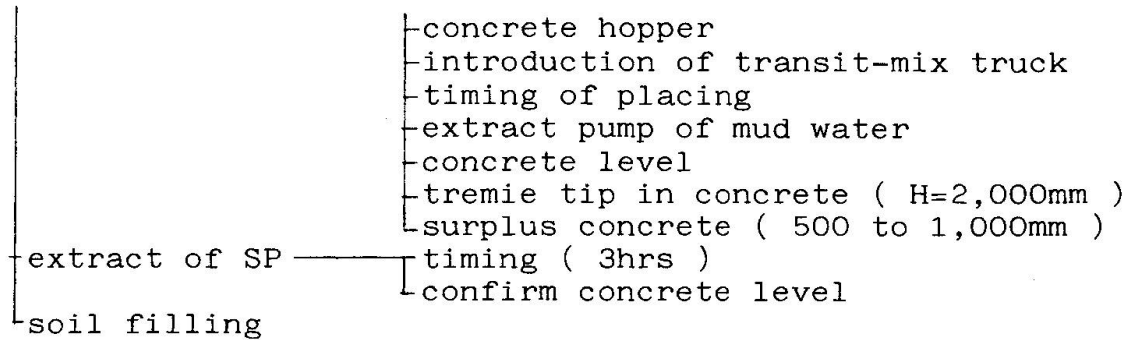 concrete hopper
introduction of transit-mix truck
timing of placing
extract pump of mud water
concrete level
tremie tip in concrete ( H=2,000mm )
surplus concrete ( 500 to 1,000mm )
extract of SP timing ( 3hrs )
confirm concrete level
soil filling